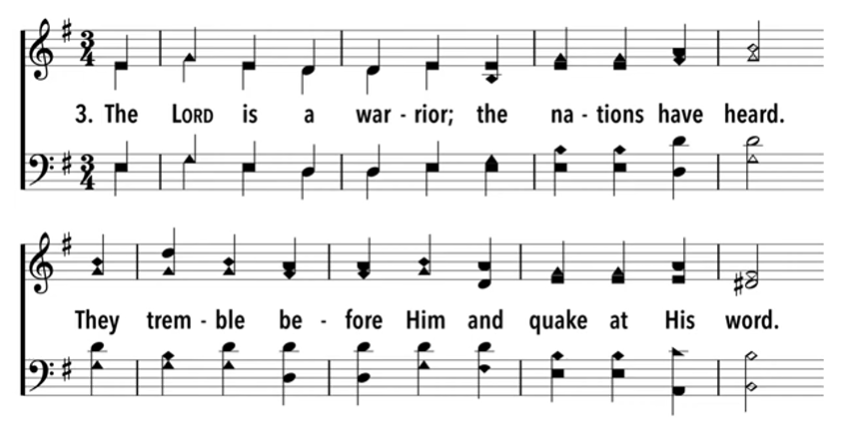 3. The LORD is a war - rior; the na - tions have heard.
They trem - ble be - fore Him and quake at His word.